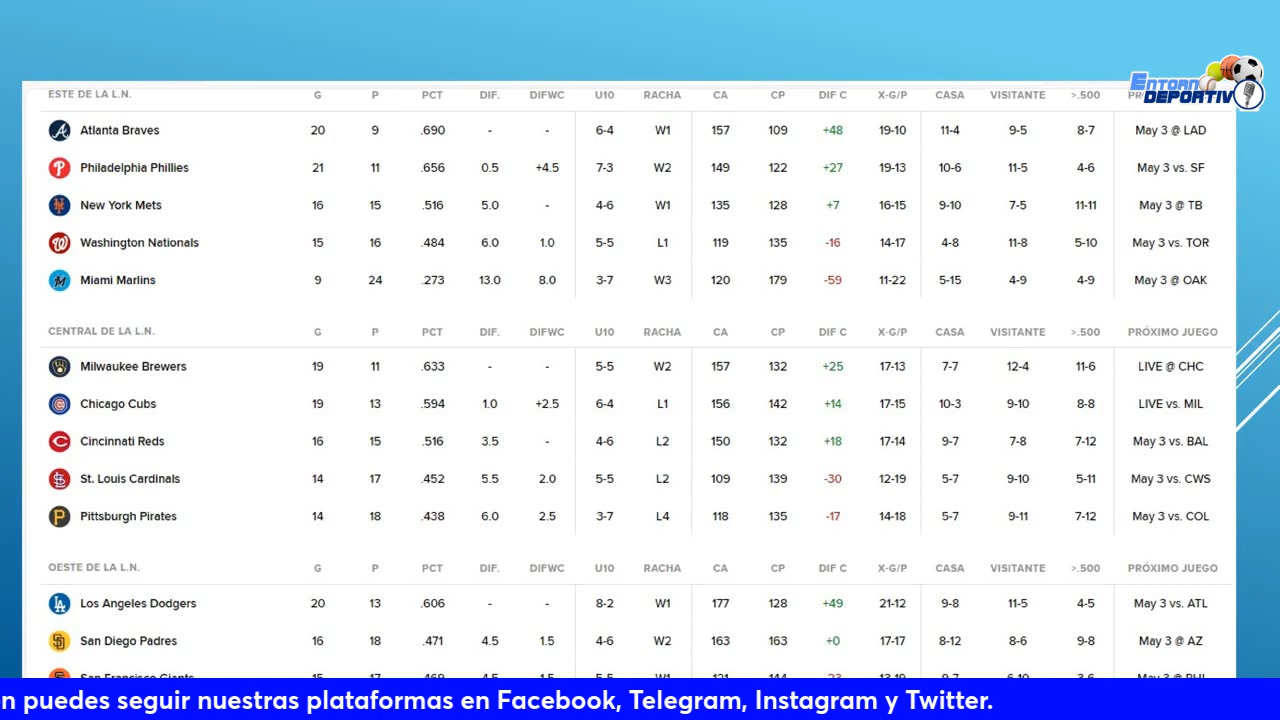 ENTORNO
DEPORTIVO
ESTE DE LA L.N. G P PCT DIF. DIFWC U10 RACHA CA CP DIF C X-G/P CASA VISITANTE >.500
Atlanta Braves 20 9 .690 - - 6-4 W1 157 109 +48 19-10 11-4 9-5 8-7 May 3 @ LAD
Philadelphia Phillies 21 11 .656 0.5 +4.5 7-3 W2 149 122 +27 19-13 10-6 11-5 4-6 May 3 vs. SF
New York Mets 16 15 .516 5.0 - 4-6 W1 135 128 +7 16-15 9-10 7-5 11-11 May 3 @ TB
Washington Nationals 15 16 .484 6.0 1.0 5-5 L1 119 135 -16 14-17 4-8 11-8 5-10 May 3 vs. TOR
Miami Marlins 9 24 .273 13.0 8.0 3-7 W3 120 179 -59 11-22 5-15 4-9 4-9 May 3 @ OAK
CENTRAL DE LA L.N. G P PCT DIF. DIFWC U10 RACHA CA CP DIF C X-G/P CASA VISITANTE >.500 PRÓXIMO JUEGO
Milwaukee Brewers 19 11 .633 - - 5-5 W2 157 132 +25 17-13 7-7 12-4 11-6 LIVE @ CHC
Chicago Cubs 19 13 .594 1.0 +2.5 6-4 L1 156 142 +14 17-15 10-3 9-10 8-8 LIVE vs. MIL
Cincinnati Reds 16 15 .516 3.5 - 4-6 L2 150 132 +18 17-14 9-7 7-8 7-12 May 3 vs. BAL
St. Louis Cardinals 14 17 .452 5.5 2.0 5-5 L2 109 139 -30 12-19 5-7 9-10 5-11 May 3 vs. CWS
Pittsburgh Pirates 14 18 .438 6.0 2.5 3-7 L4 118 135 -17 14-18 5-7 9-11 7-12 May 3 vs. COL
OESTE DE LA L.N. G P PCT DIF. DIFWC U10 RACHA CA CP DIF C X-G/P CASA VISITANTE >.500 PRÓXIMO JUEGO
Los Angeles Dodgers 20 13 .606 - - 8-2 W1 177 128 +49 21-12 9-8 11-5 4-5 May 3 vs. ATL
San Diego Padres 16 18 .471 4.5 1.5 4-6 W2 163 163 +0 17-17 8-12 8-6 9-8 May 3 @ AZ
San Francisco Giants
n puedes seguir nuestras plataformas en Facebook, Telegram, Instagram y Twitter.